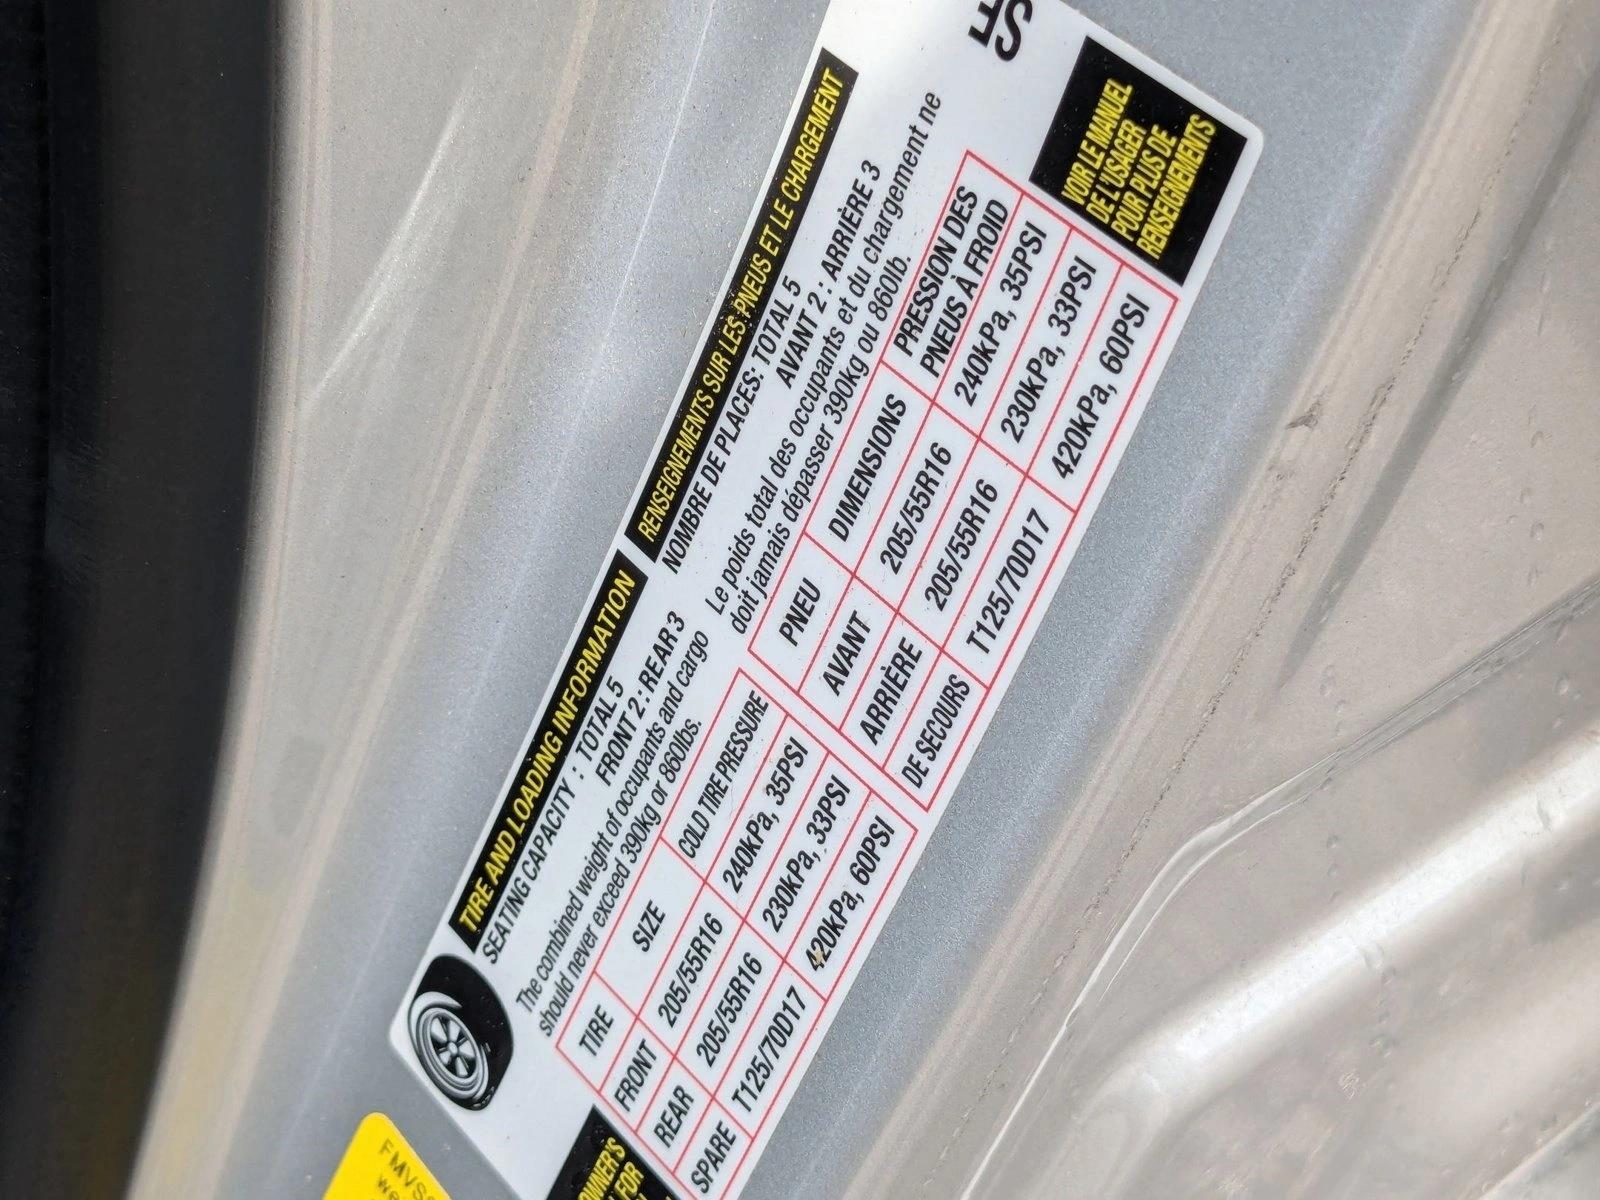 TIRE AND LOADING INFORMATION
SEATING CAPACITY : TOTAL 5
FRONT 2 : REAR 3
The combined weight of occupants and cargo
should never exceed 390kg or 860lbs.
TIRE SIZE COLD TIRE PRESSURE
FRONT 205/55R16 240kPa, 35PSI
REAR 205/55R16 230kPa, 33PSI
SPARE T125/70D17 420kPa, 60PSI
RENSEIGNEMENTS SUR LES PNEUS ET LE CHARGEMENT
NOMBRE DE PLACES: TOTAL 5
AVANT 2 : ARRIÈRE 3
Le poids total des occupants et du chargement ne
doit jamais dépasser 390kg ou 860lb.
PNEU DIMENSIONS PRESSION DES
PNEUS À FROID
AVANT 205/55R16 240kPa, 35PSI
ARRIÈRE 205/55R16 230kPa, 33PSI
DE SECOURS T125/70D17 420kPa, 60PSI
VOIR LE MANUEL
DE L'USAGER
POUR PLUS DE
RENSEIGNEMENTS
FOR
FMVSS